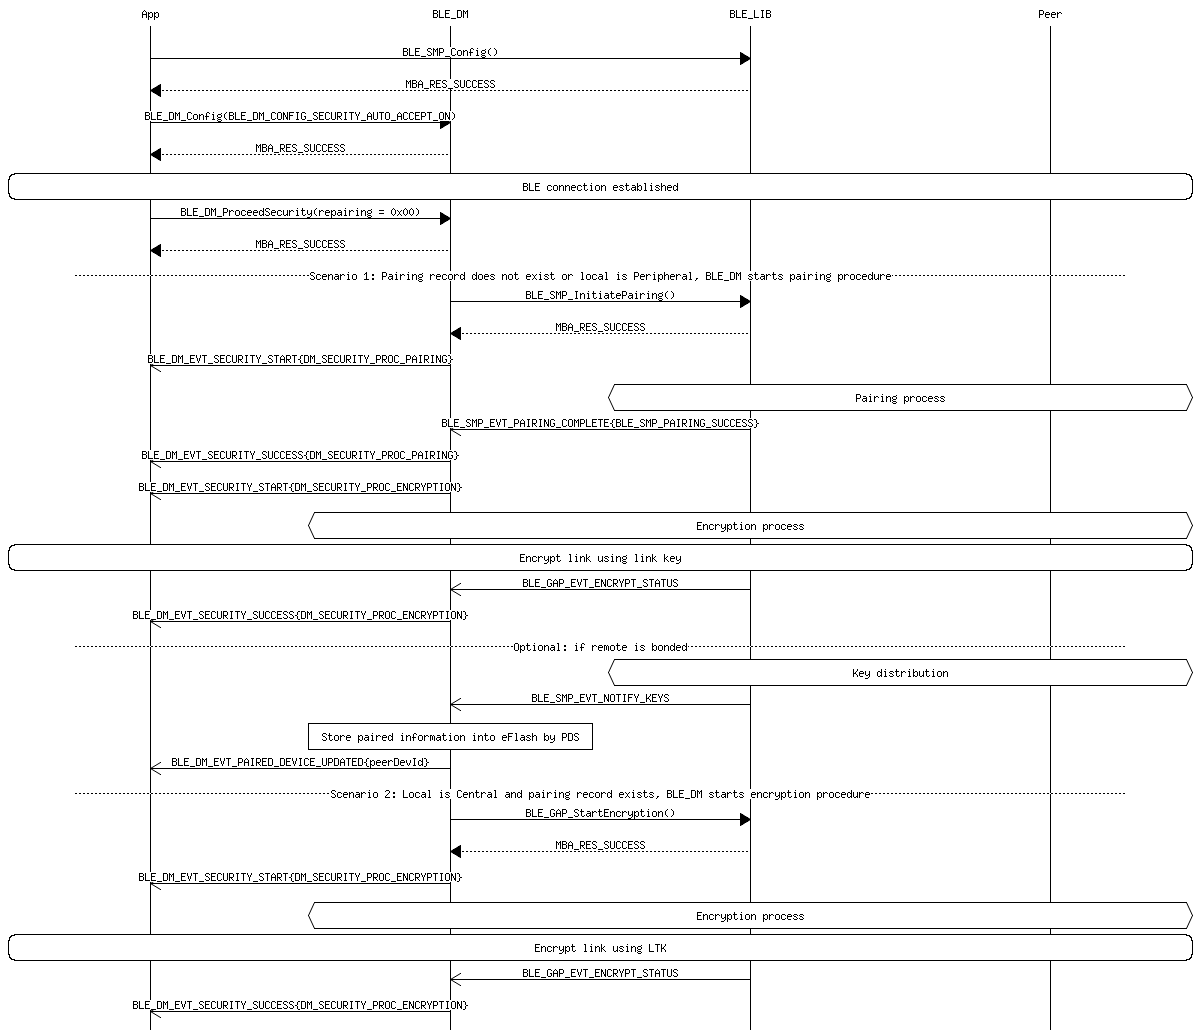 App BLE_DM BLE_LIB Peer
BLE_SMP_Config()
MBA_RES_SUCCESS
BLE_DM_Config(BLE_DM_CONFIG_SECURITY_AUTO_ACCEPT_ON)
MBA_RES_SUCCESS
BLE connection established
BLE_DM_ProceedSecurity(repairing = 0x00)
MBA_RES_SUCCESS
Scenario 1: Pairing record does not exist or local is Peripheral, BLE_DM starts pairing procedure
BLE_SMP_InitiatePairing()
MBA_RES_SUCCESS
BLE_DM_EVT_SECURITY_START{DM_SECURITY_PROC_PAIRING}
Pairing process
BLE_SMP_EVT_PAIRING_COMPLETE{BLE_SMP_PAIRING_SUCCESS}
BLE_DM_EVT_SECURITY_SUCCESS{DM_SECURITY_PROC_PAIRING}
BLE_DM_EVT_SECURITY_START{DM_SECURITY_PROC_ENCRYPTION}
Encryption process
Encrypt link using link key
BLE_GAP_EVT_ENCRYPT_STATUS
BLE_DM_EVT_SECURITY_SUCCESS{DM_SECURITY_PROC_ENCRYPTION}
Optional: if remote is bonded
Key distribution
BLE_SMP_EVT_NOTIFY_KEYS
Store paired information into eFlash by PDS
BLE_DM_EVT_PAIRED_DEVICE_UPDATED{peerDevId}
Scenario 2: Local is Central and pairing record exists, BLE_DM starts encryption procedure
BLE_GAP_StartEncryption()
MBA_RES_SUCCESS
BLE_DM_EVT_SECURITY_START{DM_SECURITY_PROC_ENCRYPTION}
Encryption process
Encrypt link using LTK
BLE_GAP_EVT_ENCRYPT_STATUS
BLE_DM_EVT_SECURITY_SUCCESS{DM_SECURITY_PROC_ENCRYPTION}